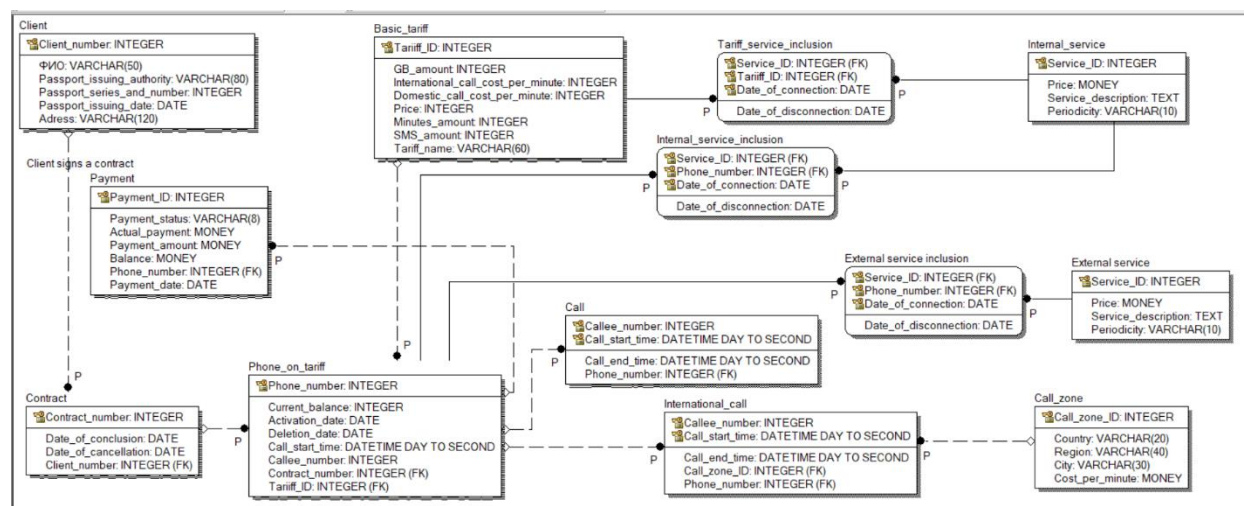 Client
Client_number: INTEGER
ФИО: VARCHAR(50)
Passport_issuing_authority: VARCHAR(80)
Passport_series_and_number: INTEGER
Passport_issuing_date: DATE
Adress: VARCHAR(120)
Client signs a contract
Payment
Payment_ID: INTEGER
Payment_status: VARCHAR(8)
Actual_payment: MONEY
Payment_amount: MONEY
Balance: MONEY
Phone_number: INTEGER (FK)
Payment_date: DATE
P
P
Contract
Contract_number: INTEGER
Date_of_conclusion: DATE
Date_of_cancellation: DATE
Client_number: INTEGER (FK)
P
Basic_tariff
Tariff_ID: INTEGER
GB_amount: INTEGER
International_call_cost_per_minute: INTEGER
Domestic_call_cost_per_minute: INTEGER
Price: INTEGER
Minutes_amount: INTEGER
SMS_amount: INTEGER
Tariff_name: VARCHAR(60)
P
Phone_on_tariff
Phone_number: INTEGER
Current_balance: INTEGER
Activation_date: DATE
Deletion_date: DATE
Call_start_time: DATETIME DAY TO SECOND
Callee_number: INTEGER
Contract_number: INTEGER (FK)
Tariff_ID: INTEGER (FK)
Tariff_service_inclusion
Service_ID: INTEGER (FK)
Tariff_ID: INTEGER (FK)
Date_of_connection: DATE
Date_of_disconnection: DATE
P
P
Internal_service
Service_ID: INTEGER
Price: MONEY
Service_description: TEXT
Periodicity: VARCHAR(10)
Internal_service_inclusion
Service_ID: INTEGER (FK)
Phone_number: INTEGER (FK)
Date_of_connection: DATE
Date_of_disconnection: DATE
P
P
External service inclusion
Service_ID: INTEGER (FK)
Phone_number: INTEGER (FK)
Date_of_connection: DATE
Date_of_disconnection: DATE
P
P
External service
Service_ID: INTEGER
Price: MONEY
Service_description: TEXT
Periodicity: VARCHAR(10)
Call
Callee_number: INTEGER
Call_start_time: DATETIME DAY TO SECOND
Call_end_time: DATETIME DAY TO SECOND
Phone_number: INTEGER (FK)
P
International_call
Callee_number: INTEGER
Call_start_time: DATETIME DAY TO SECOND
Call_end_time: DATETIME DAY TO SECOND
Call_zone_ID: INTEGER (FK)
Phone_number: INTEGER (FK)
P
P
Call_zone
Call_zone_ID: INTEGER
Country: VARCHAR(20)
Region: VARCHAR(40)
City: VARCHAR(30)
Cost_per_minute: MONEY